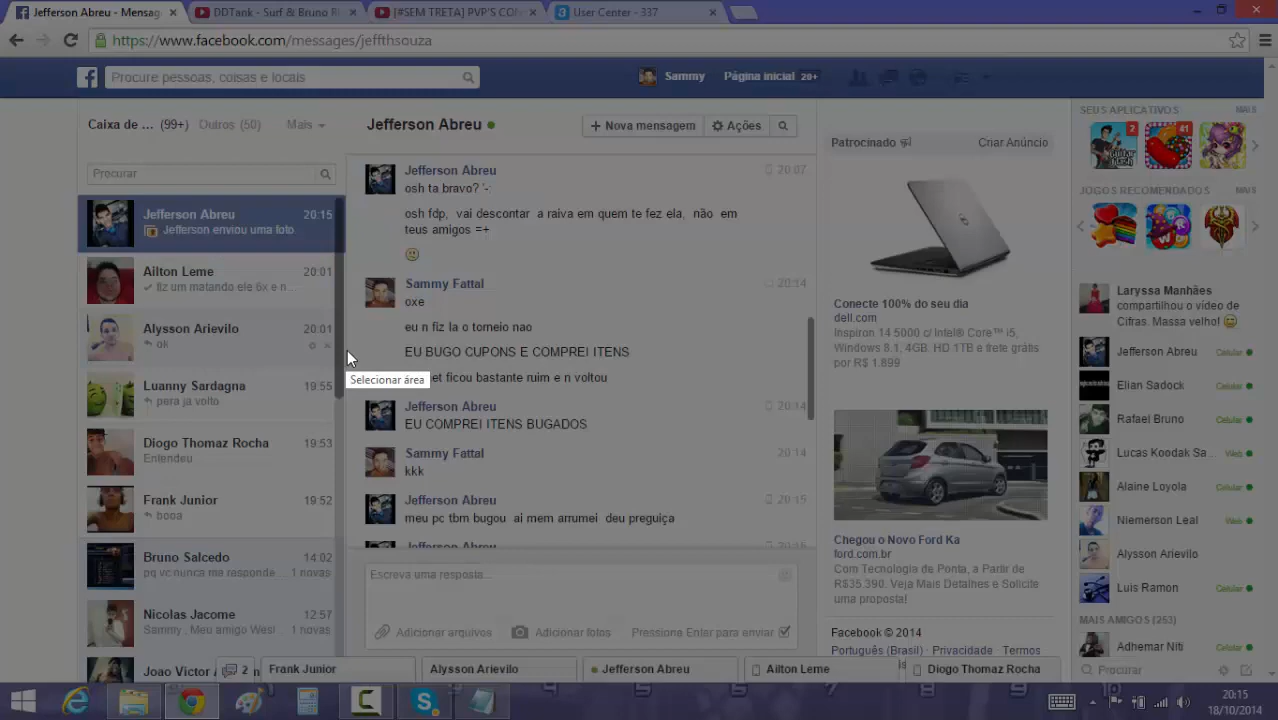 Jefferson Abreu - Mensag
DDTank - Surf & Bruno R
[#SEM TRETA] PVP'S CO
User Center - 337
https://www.facebook.com/messages/jeffthsouza
Procure pessoas, coisas e locais
Sammy
Página inicial 20+
Caixa de ... (99+)
Outros (50)
Mais
Jefferson Abreu
+ Nova mensagem
Ações
Procurar
Jefferson Abreu 20:15
Jefferson enviou uma foto
Ailton Leme 20:01
fiz um matando ele 6x e n...
Alysson Arievilo 20:01
ok
Luanny Sardagna 19:55
pera ja volto
Diogo Thomaz Rocha 19:53
Entendeu
Frank Junior 19:52
booa
Bruno Salcedo 14:02
pq vc nunca ma responde... 1 novas
Nicolas Jacome 12:57
Sammy . Meu amigo Wesl... 1 novas
Joao Victor
Jefferson Abreu 20:07
osh ta bravo? '-:
osh fdp, vai descontar a raiva em quem te fez ela, não em
teus amigos =+
Sammy Fattal 20:14
oxe
eu n fiz la o torneio nao
EU BUGO CUPONS E COMPREI ITENS
et ficou bastante ruim e n voltou
Selecionar área
Jefferson Abreu 20:14
EU COMPREI ITENS BUGADOS
Sammy Fattal 20:14
kkk
Jefferson Abreu 20:15
meu pc tbm bugou ai mem arrumei deu preguiça
Jefferson Abreu 20:15
Escreva uma resposta...
Adicionar arquivos
Adicionar fotos
Pressiona Enter para enviar
Patrocinado
Criar Anúncio
Conecte 100% do seu dia
dell.com
Inspiron 14 5000 c/ Intel® Core™ i5,
Windows 8.1, 4GB. HD 1TB e frete grátis
por R$ 1.899
Chegou o Novo Ford Ka
ford.com.br
Com Tecnologia de Ponta, a Partir de
R$35.390. Veja Mais Detalhes e Solicite
uma proposta!
Facebook © 2014
Português (Brasil) · Privacidade · Termos
SEUS APLICATIVOS MAIS
2
41
JOGOS RECOMENDADOS MAIS
Laryssa Manhães
compartilhou o vídeo de
Cifras. Massa velho!
Jefferson Abreu Celular
Elian Sadock Celular
Rafael Bruno Celular
Lucas Koodak Sa... Web
Alaine Loyola Celular
Niemerson Leal Web
Alysson Arievilo Celular
Luis Ramon Celular
MAIS AMIGOS (253)
Adhemar Niti Celular
Procurar
2
Frank Junior
Alysson Arievilo
Jefferson Abreu
Ailton Leme
Diogo Thomaz Rocha
20:15
18/10/2014